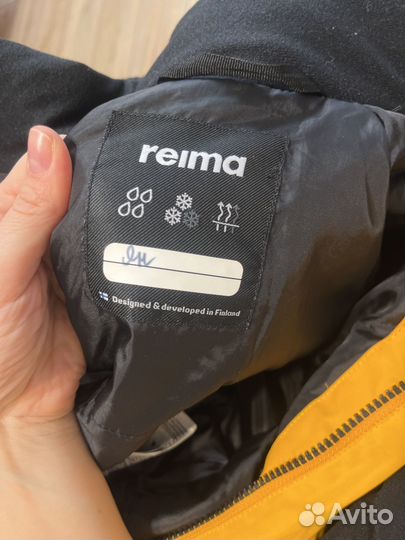 reima
Designed & developed in Finland
Avito